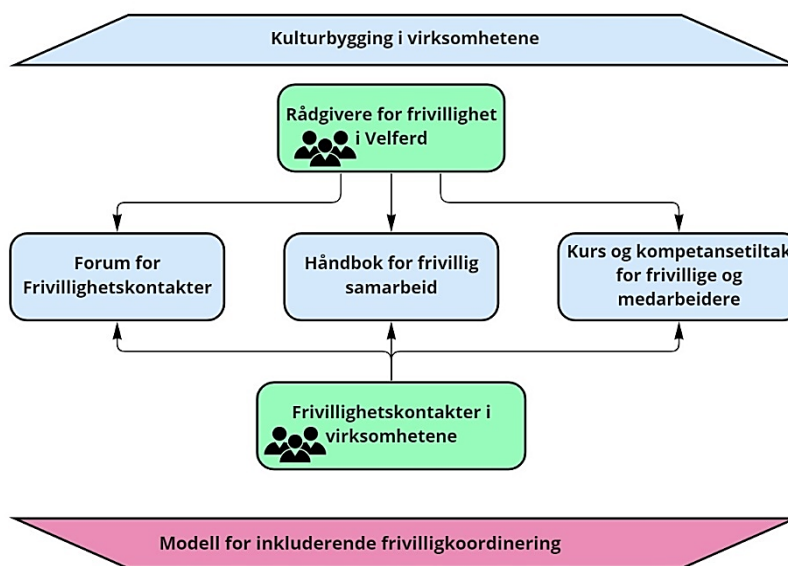 Kulturbygging i virksomhetene
Rådgivere for frivillighet
i Velferd
Forum for
Frivillighetskontakter
Håndbok for frivillig
samarbeid
Kurs og kompetansetiltak
for frivillige og
medarbeidere
Frivillighetskontakter i
virksomhetene
Modell for inkluderende frivilligkoordinering